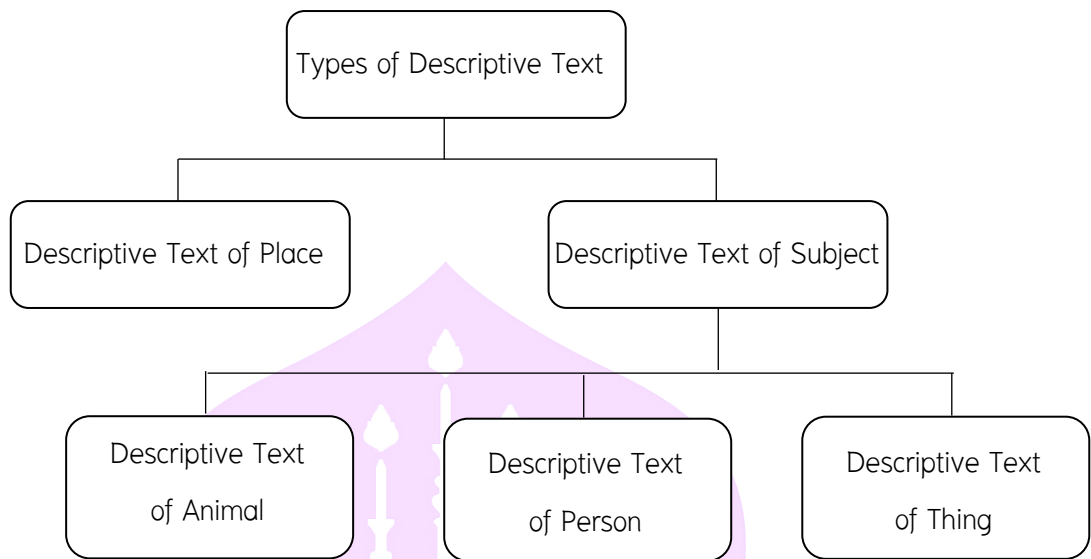 Types of Descriptive Text
Descriptive Text of Place
Descriptive Text of Subject
Descriptive Text
of Animal
Descriptive Text
of Person
Descriptive Text
of Thing